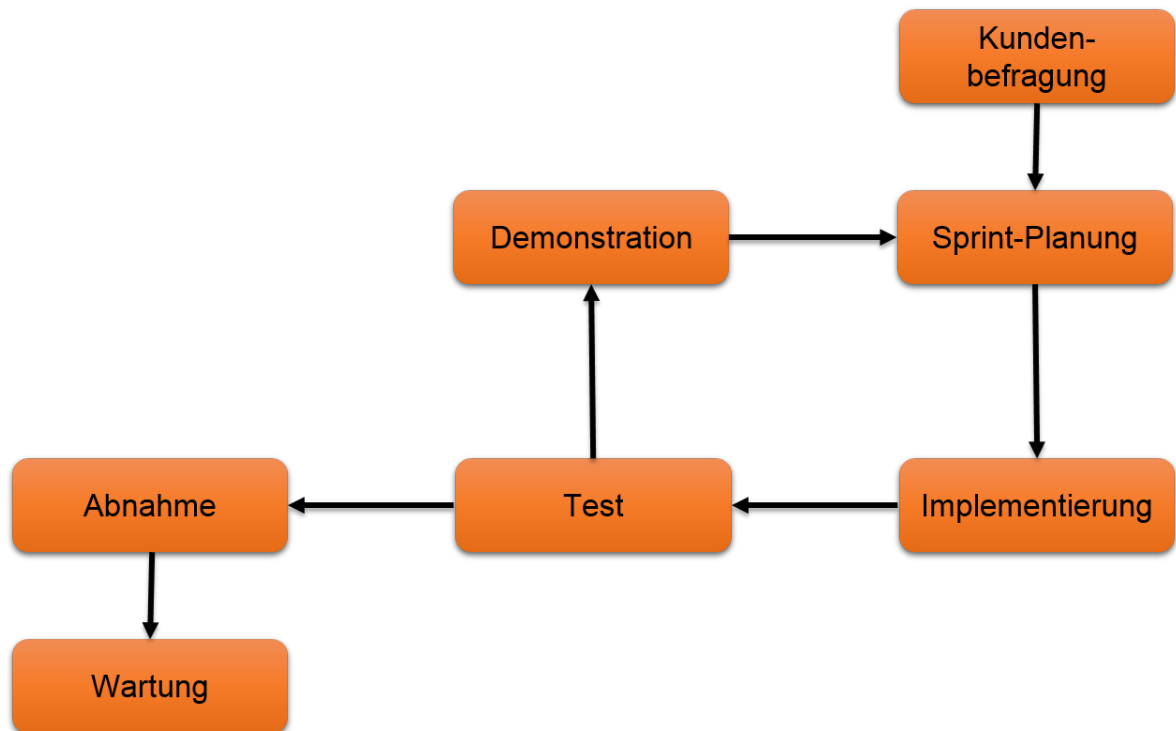 Kunden-
befragung
Demonstration
Sprint-Planung
Abnahme
Test
Implementierung
Wartung